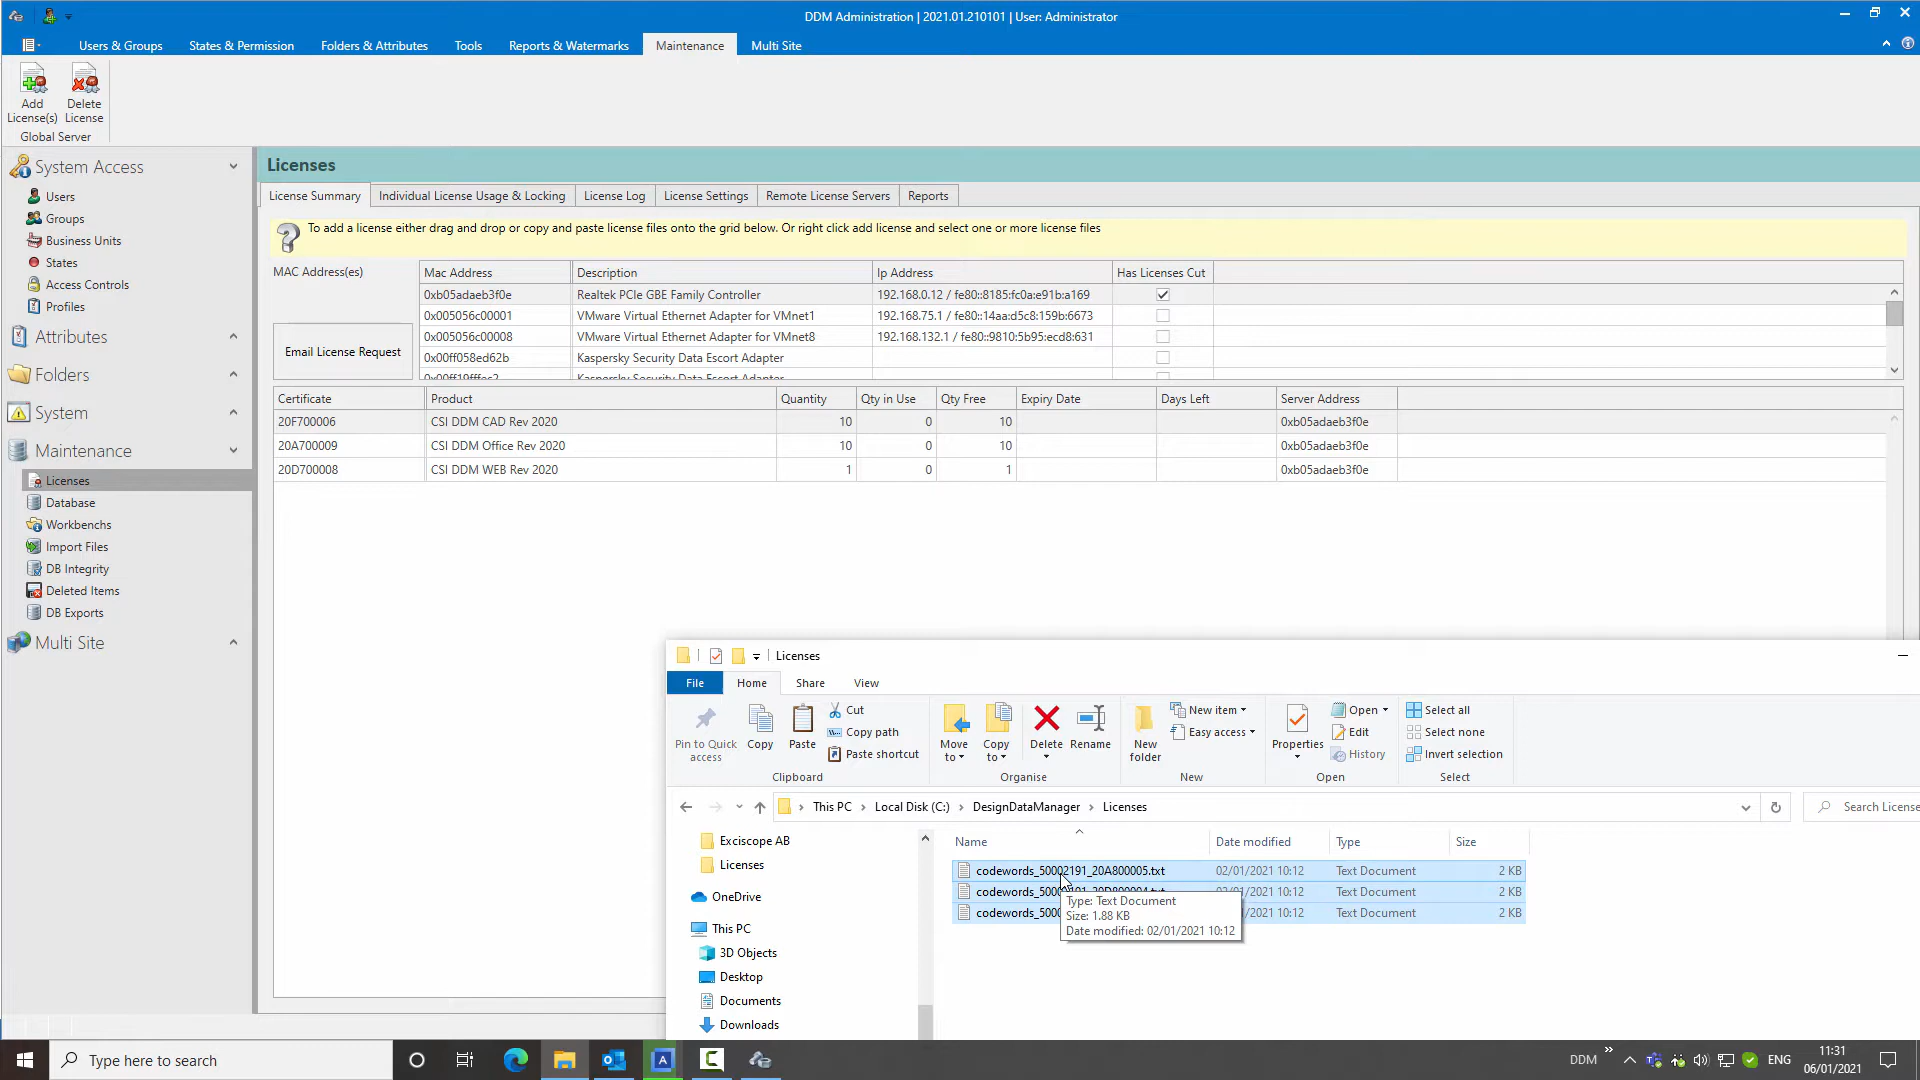 DDM Administration | 2021.01.210101 | User: Administrator
Users & Groups States & Permission Folders & Attributes Tools Reports & Watermarks Maintenance Multi Site
Add License(s) Delete License
Global Server
System Access
Users
Groups
Business Units
States
Access Controls
Profiles
Attributes
Folders
System
Maintenance
Licenses
Database
Workbenchs
Import Files
DB Integrity
Deleted Items
DB Exports
Multi Site
Licenses
License Summary Individual License Usage & Locking License Log License Settings Remote License Servers Reports
To add a license either drag and drop or copy and paste license files onto the grid below. Or right click add license and select one or more license files
MAC Address(es)
Email License Request
Mac Address Description Ip Address Has Licenses Cut
0xb05adaeb3f0e Realtek PCIe GBE Family Controller 192.168.0.12 / fe80::8185:fc0a:e91b:a169
0x005056c00001 VMware Virtual Ethernet Adapter for VMnet1 192.168.75.1 / fe80::14aa:d5c8:159b:6673
0x005056c00008 VMware Virtual Ethernet Adapter for VMnet8 192.168.132.1 / fe80::9810:5b95:ecd8:631
0x00ff058ed62b Kaspersky Security Data Escort Adapter
Kaspersky Security Data Escort Adapter
Certificate Product Quantity Qty in Use Qty Free Expiry Date Days Left Server Address
20F700006 CSI DDM CAD Rev 2020 10 0 10 0xb05adaeb3f0e
20A700009 CSI DDM Office Rev 2020 10 0 10 0xb05adaeb3f0e
20D700008 CSI DDM WEB Rev 2020 1 0 1 0xb05adaeb3f0e
Licenses
File Home Share View
Pin to Quick access Copy Paste Cut Copy path Paste shortcut
Move to Copy to Delete Rename New folder New item Easy access
Properties Open Edit History Select all Select none Invert selection
Clipboard Organise New Open Select
This PC Local Disk (C:) DesignDataManager Licenses Search License
Exciscope AB
Licenses
OneDrive
This PC
3D Objects
Desktop
Documents
Downloads
Name Date modified Type Size
codewords_50002191_20A800005.txt 02/01/2021 10:12 Text Document 2 KB
/2021 10:12 Text Document 2 KB
/2021 10:12 Text Document 2 KB
Type: Text Document
Size: 1.88 KB
Date modified: 02/01/2021 10:12
Type here to search
DDM ENG 11:31
06/01/2021